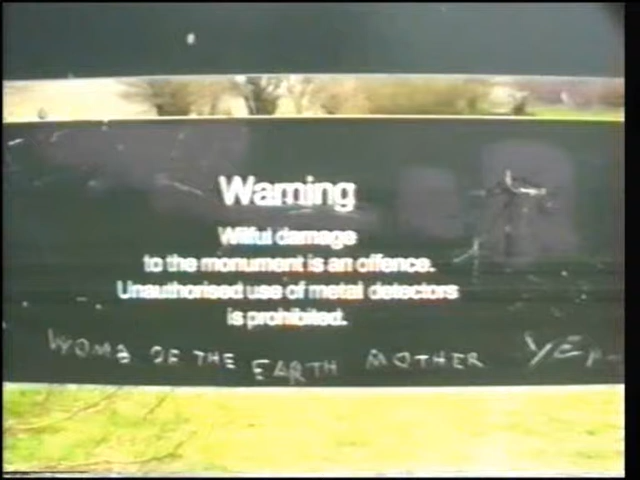 Warning
Wilful damage
to the monument is an offence.
Unauthorised use of metal detectors
is prohibited.
WOMB OF THE EARTH MOTHER